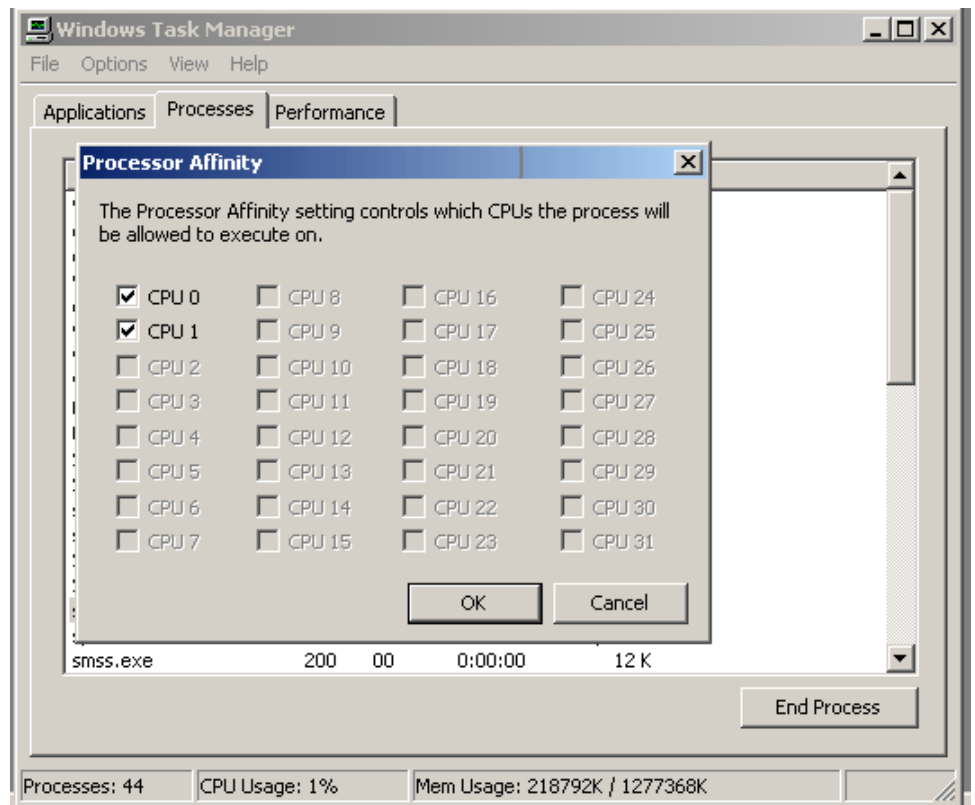 Windows Task Manager
File Options View Help
Applications Processes Performance
Processor Affinity
The Processor Affinity setting controls which CPUs the process will
be allowed to execute on.
CPU 0 CPU 8 CPU 16 CPU 24
CPU 1 CPU 9 CPU 17 CPU 25
CPU 2 CPU 10 CPU 18 CPU 26
CPU 3 CPU 11 CPU 19 CPU 27
CPU 4 CPU 12 CPU 20 CPU 28
CPU 5 CPU 13 CPU 21 CPU 29
CPU 6 CPU 14 CPU 22 CPU 30
CPU 7 CPU 15 CPU 23 CPU 31
OK Cancel
smss.exe 200 00 0:00:00 12 K
End Process
Processes: 44 CPU Usage: 1% Mem Usage: 218792K / 1277368K